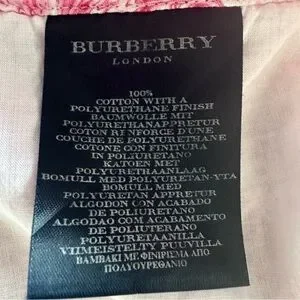 BURBERRY
LONDON
100%
COTTON WITH A
POLYURETHANE FINISH
BAUMWOLLE MIT
POLYURETHANAPPRETUR
COTON RENFORCE D'UNE
COUCHE DE POLYURETHANE
COTONE CON FINITURA
IN POLIURETANO
KATOEN MET
POLYURETHAANLAAG
BOMULL MED POLYURETAN-YTA
BOMULD MED
POLYURETAN APPRETUR
ALGODON CON ACABADO
DE POLIURETANO
ALGODAO COM ACABAMENTO
DE POLIUTERANO
POLYURETAANILLA
VIIMEISTELTY PUUVILLA
ΒΑΜΒΑΚΙ ΜΕ ΦΙΝΙΡΙΣΜΑ ΑΠΟ
ΠΟΛΥΟΥΡΕΘΑΝΙΟ